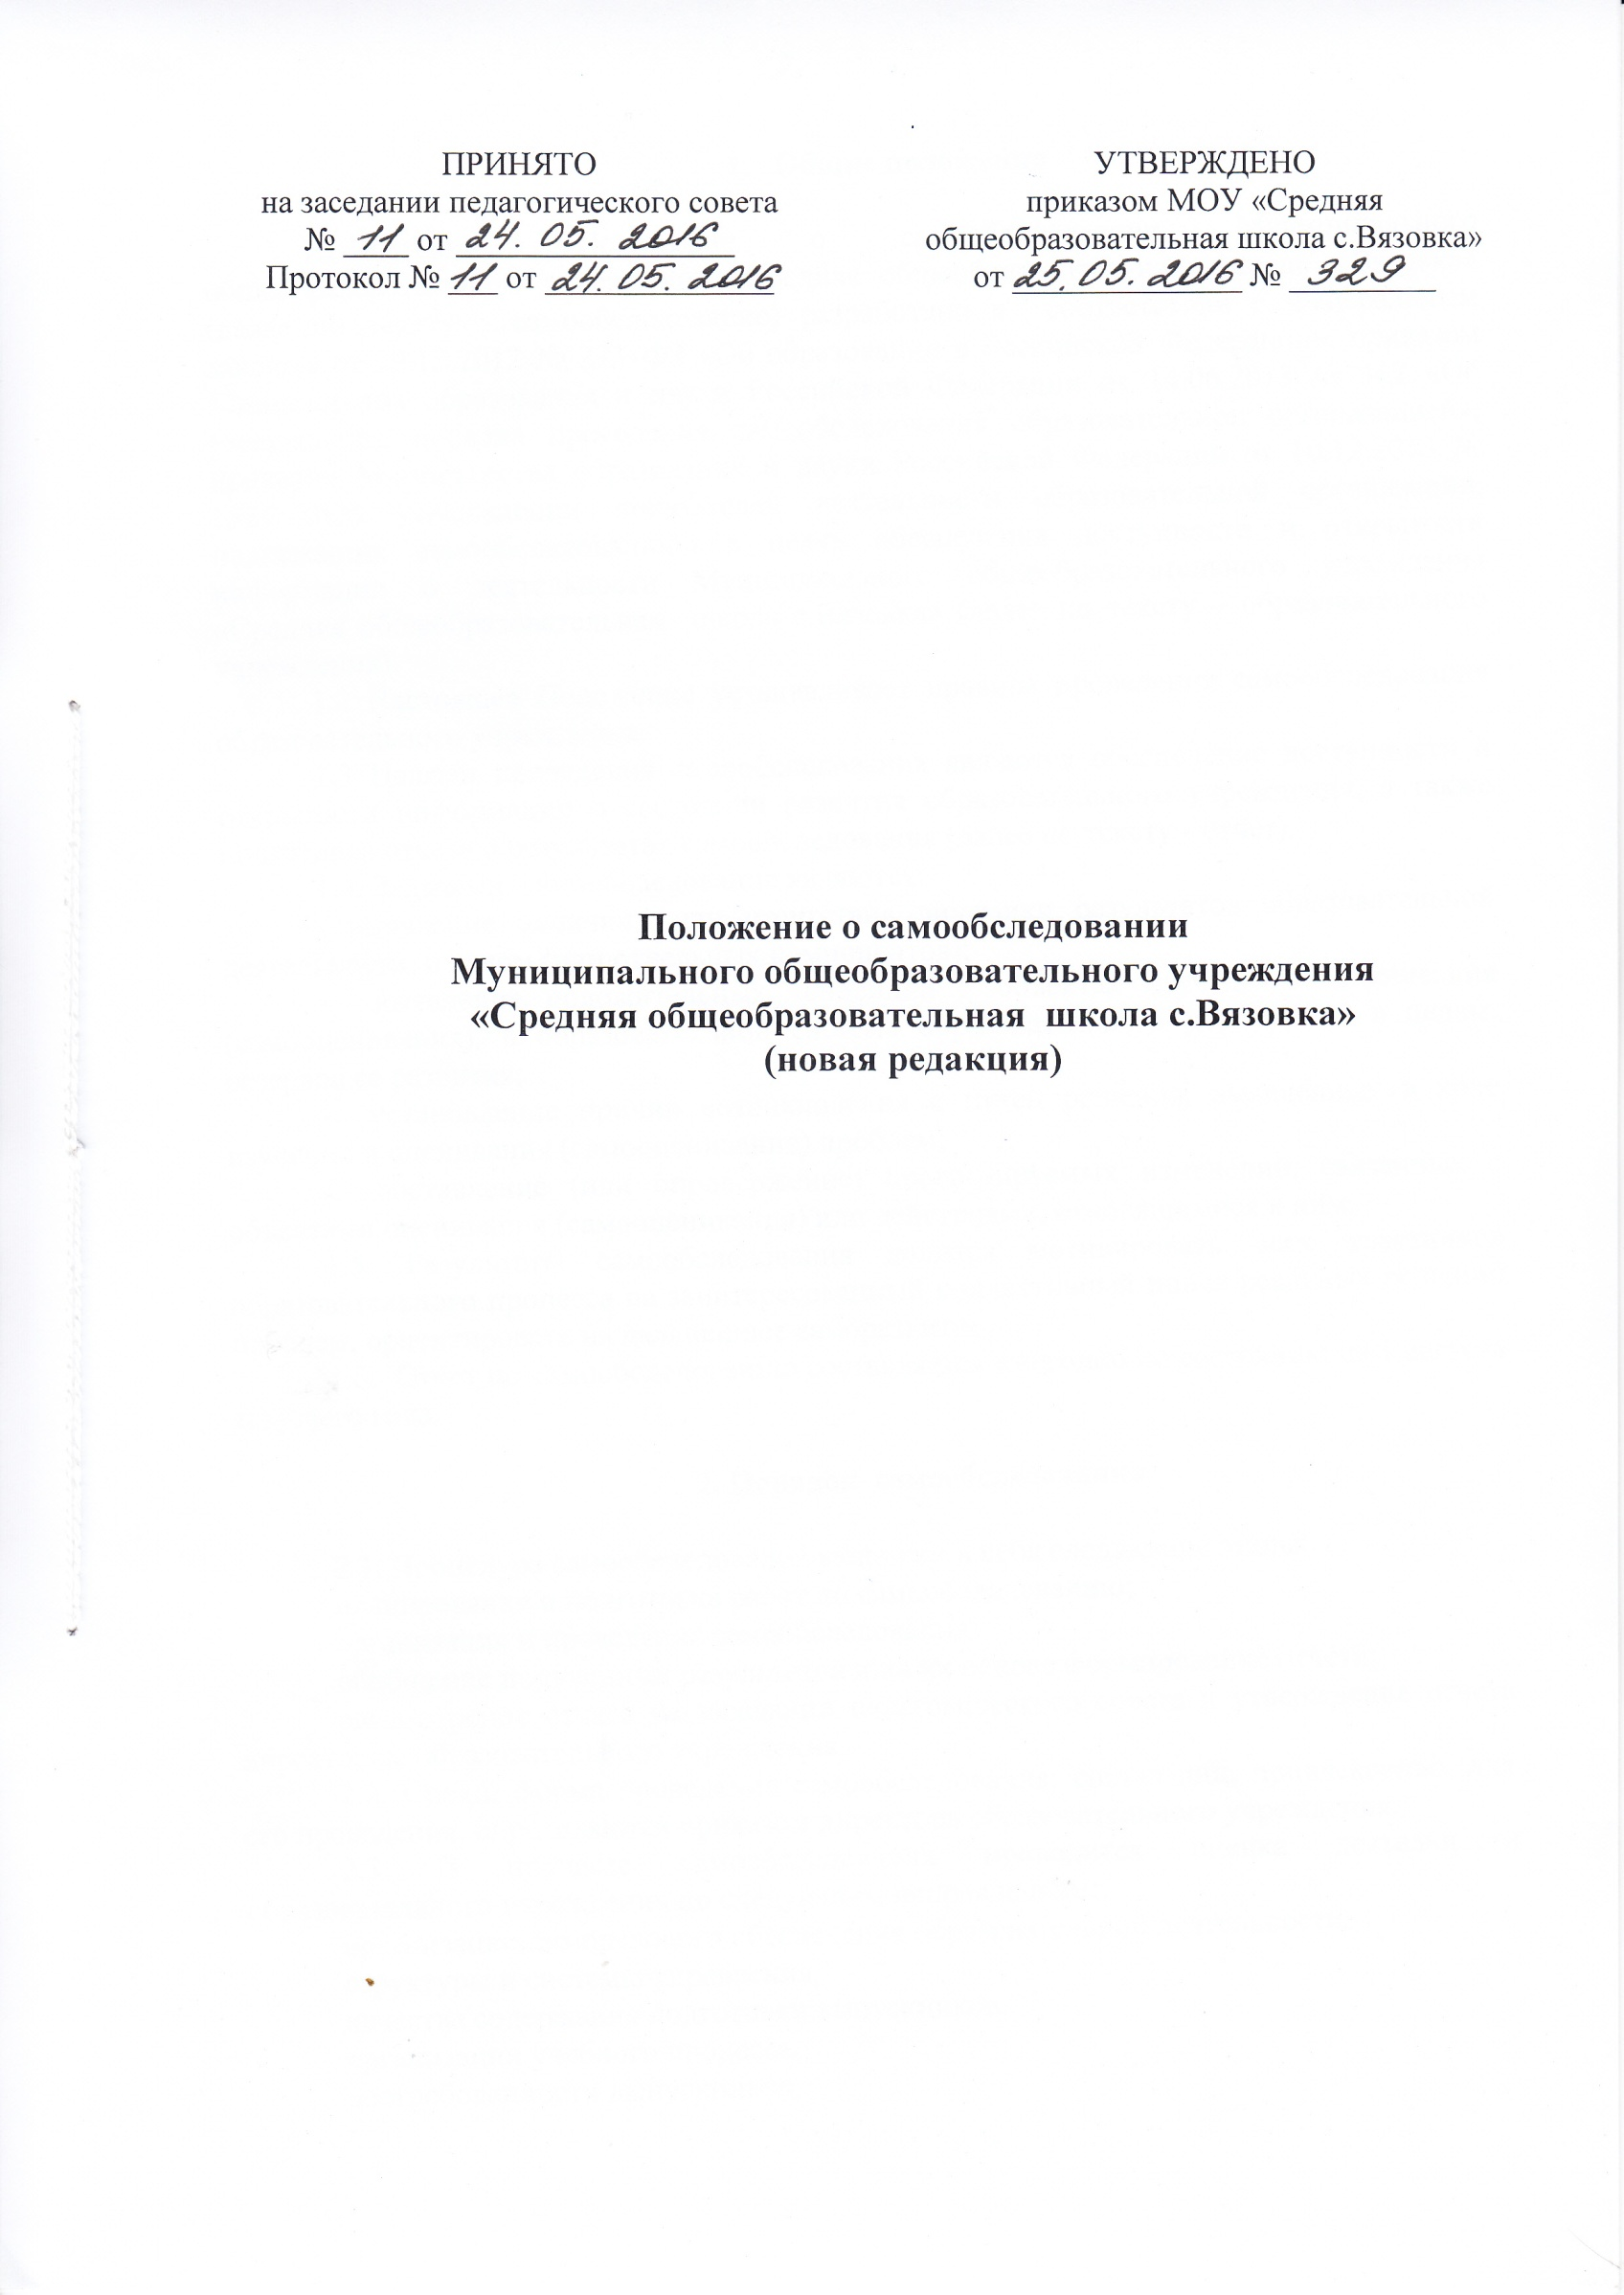 ПРИНЯТО
на заседании педагогического совета
№ 11 от 24. 05. 2016
Протокол № 11 от 24. 05. 2016
УТВЕРЖДЕНО
приказом МОУ «Средняя
общеобразовательная школа с.Вязовка»
от 25. 05. 2016 № 329
Положение о самообследовании
Муниципального общеобразовательного учреждения
«Средняя общеобразовательная школа с.Вязовка»
(новая редакция)